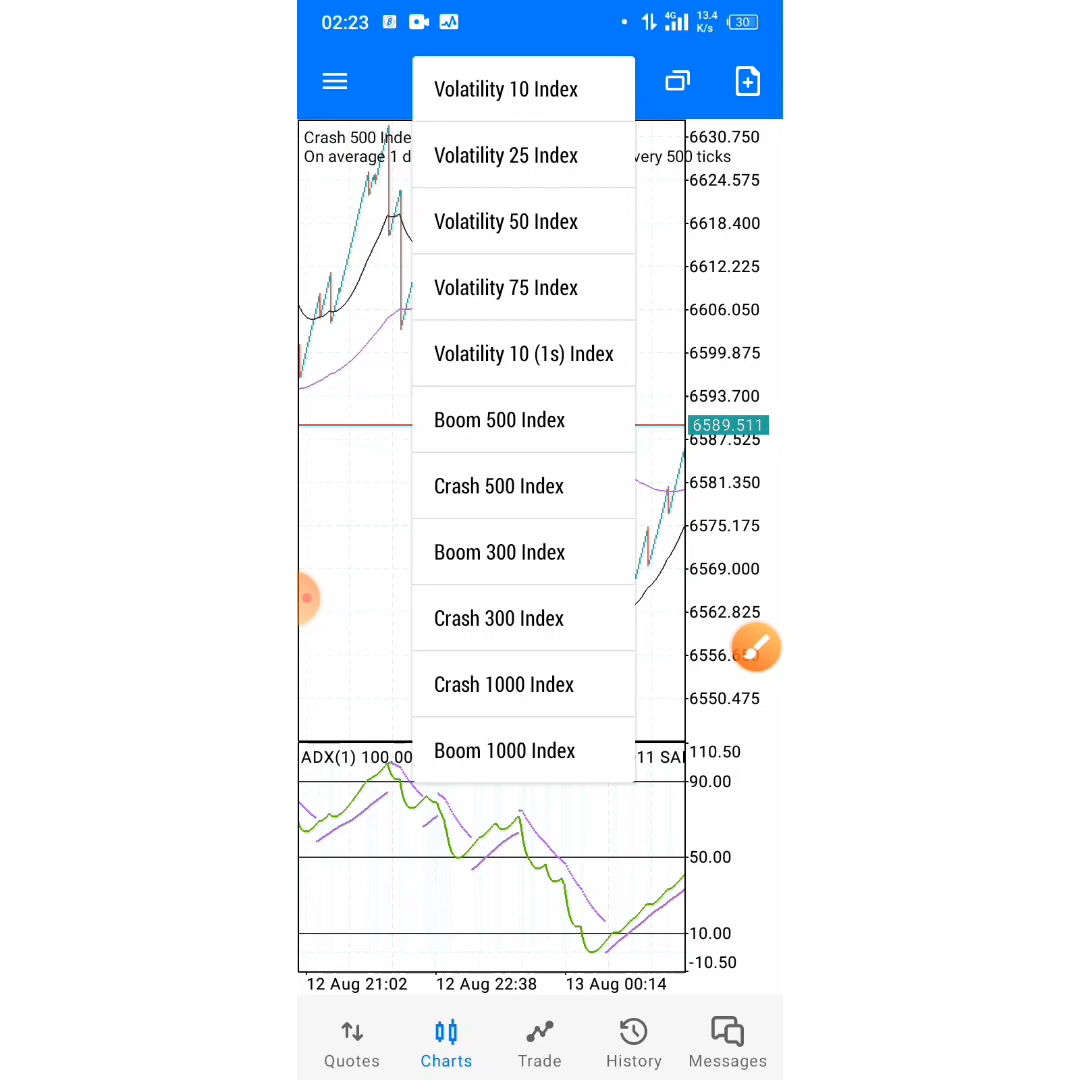 02:23
4G
13.4
K/s
30
Volatility 10 Index
Volatility 25 Index
Volatility 50 Index
Volatility 75 Index
Volatility 10 (1s) Index
Boom 500 Index
Crash 500 Index
Boom 300 Index
Crash 300 Index
Crash 1000 Index
Boom 1000 Index
Crash 500 Inde
On average 1 d very 500 ticks
6630.750
6624.575
6618.400
6612.225
6606.050
6599.875
6593.700
6589.511
6587.525
6581.350
6575.175
6569.000
6562.825
6556.650
6550.475
ADX(1) 100.00 11 SAI
110.50
90.00
50.00
10.00
-10.50
12 Aug 21:02 12 Aug 22:38 13 Aug 00:14
Quotes Charts Trade History Messages